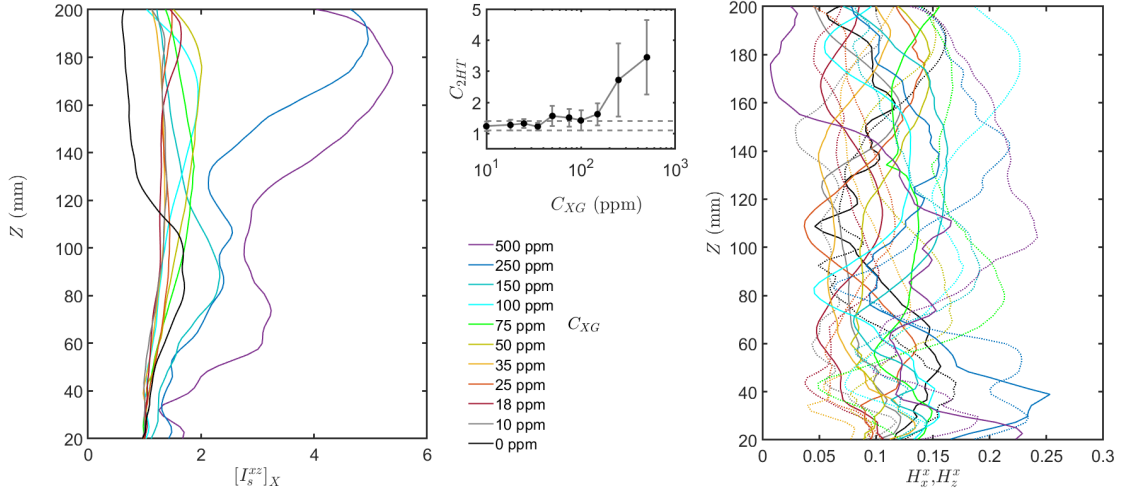 200
180
160
140
120
100
80
60
40
20
Z (mm)
0
2
4
6
[I_s^{xz}]_X
5
4
3
2
1
C_{2HT}
10^1
10^2
10^3
C_{XG} (ppm)
500 ppm
250 ppm
150 ppm
100 ppm
75 ppm
50 ppm
35 ppm
25 ppm
18 ppm
10 ppm
0 ppm
C_{XG}
200
180
160
140
120
100
80
60
40
20
Z (mm)
0
0.05
0.1
0.15
0.2
0.25
0.3
H_x^x,H_z^x